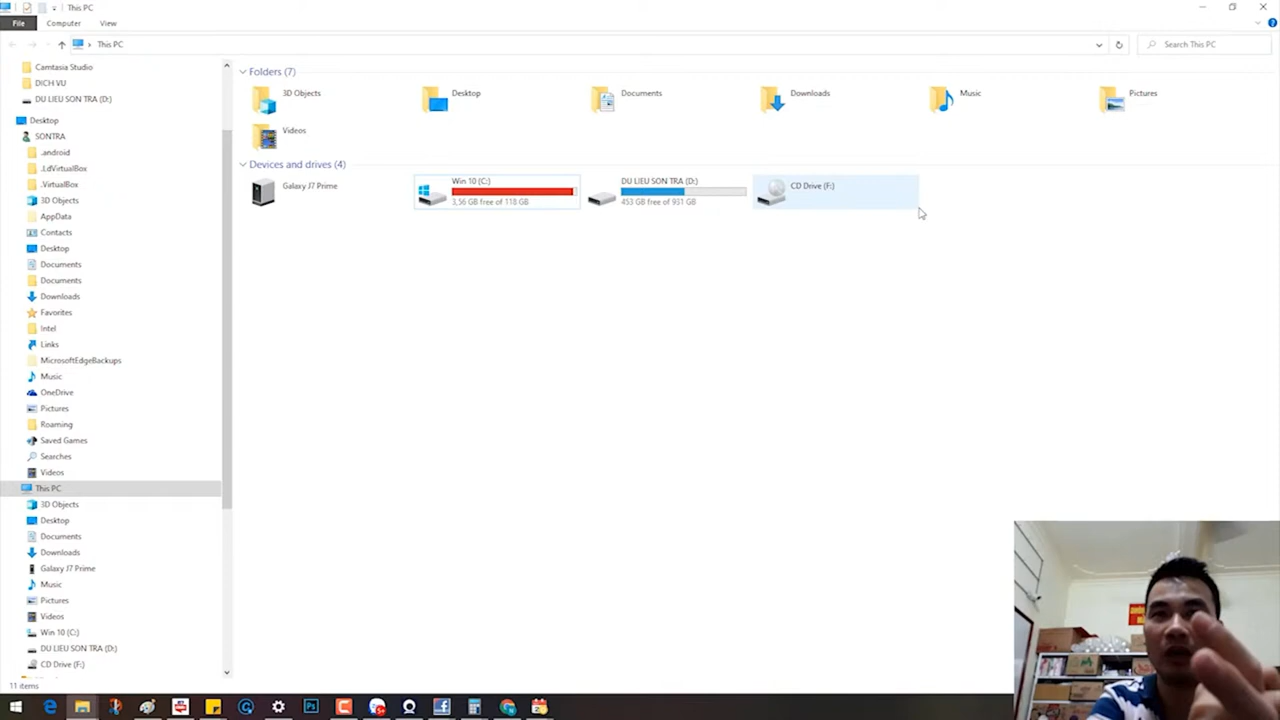 This PC
File
Computer
View
This PC
Search This PC
Camtasia Studio
DICH VU
DU LIEU SON TRA (D:)
Desktop
SONTRA
.android
.LdVirtualBox
.VirtualBox
3D Objects
AppData
Contacts
Desktop
Documents
Documents
Downloads
Favorites
Intel
Links
MicrosoftEdgeBackups
Music
OneDrive
Pictures
Roaming
Saved Games
Searches
Videos
This PC
3D Objects
Desktop
Documents
Downloads
Galaxy J7 Prime
Music
Pictures
Videos
Win 10 (C:)
DU LIEU SON TRA (D:)
CD Drive (F:)
Folders (7)
3D Objects
Desktop
Documents
Downloads
Music
Pictures
Videos
Devices and drives (4)
Galaxy J7 Prime
Win 10 (C:)
3,56 GB free of 118 GB
DU LIEU SON TRA (D:)
453 GB free of 931 GB
CD Drive (F:)
11 items